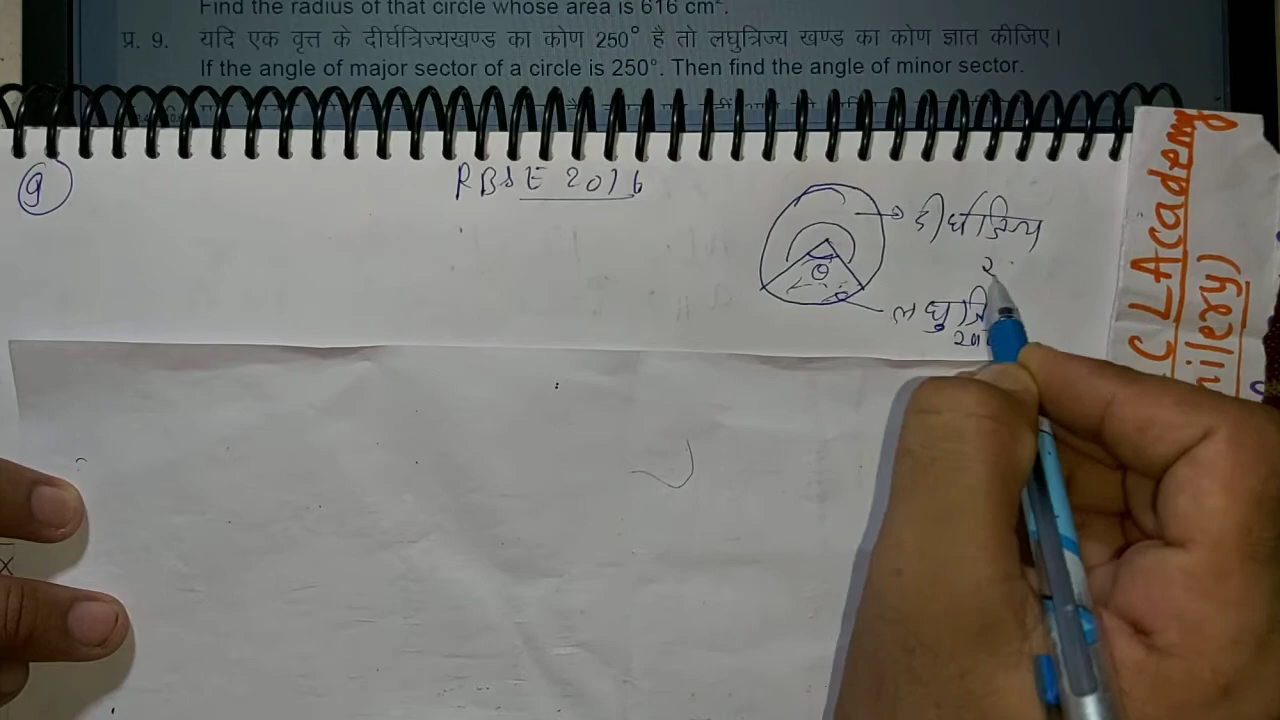 Find the radius of that circle whose area is 616 cm².
प्र. 9. यदि एक वृत्त के दीर्घत्रिज्यखण्ड का कोण 250° है तो लघुत्रिज्य खण्ड का कोण ज्ञात कीजिए।
If the angle of major sector of a circle is 250°. Then find the angle of minor sector.
9
RBSE 2016
दीर्घत्रिज्य
θ
C L Academy